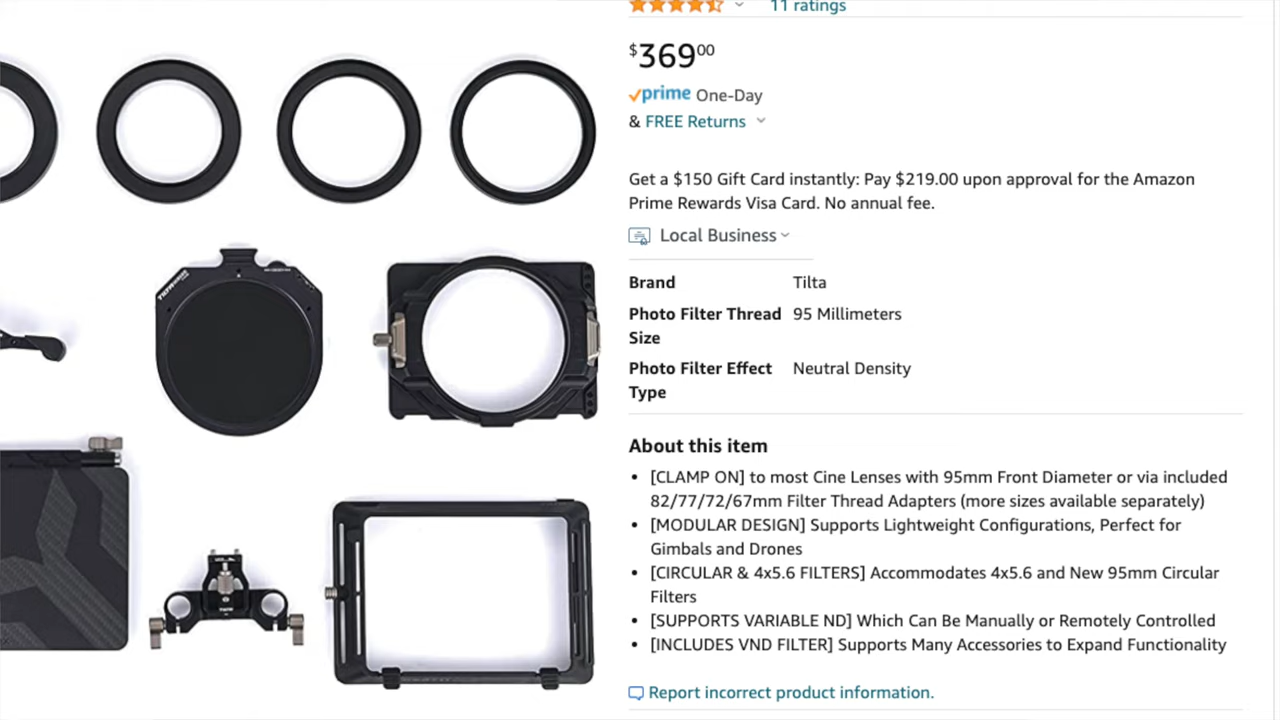 11 ratings
$36900
prime One-Day
& FREE Returns
Get a $150 Gift Card instantly: Pay $219.00 upon approval for the Amazon
Prime Rewards Visa Card. No annual fee.
Local Business
Brand Tilta
Photo Filter Thread 95 Millimeters
Size
Photo Filter Effect Neutral Density
Type
About this item
• [CLAMP ON] to most Cine Lenses with 95mm Front Diameter or via included
82/77/72/67mm Filter Thread Adapters (more sizes available separately)
• [MODULAR DESIGN] Supports Lightweight Configurations, Perfect for
Gimbals and Drones
• [CIRCULAR & 4x5.6 FILTERS] Accommodates 4x5.6 and New 95mm Circular
Filters
• [SUPPORTS VARIABLE ND] Which Can Be Manually or Remotely Controlled
• [INCLUDES VND FILTER] Supports Many Accessories to Expand Functionality
Report incorrect product information.